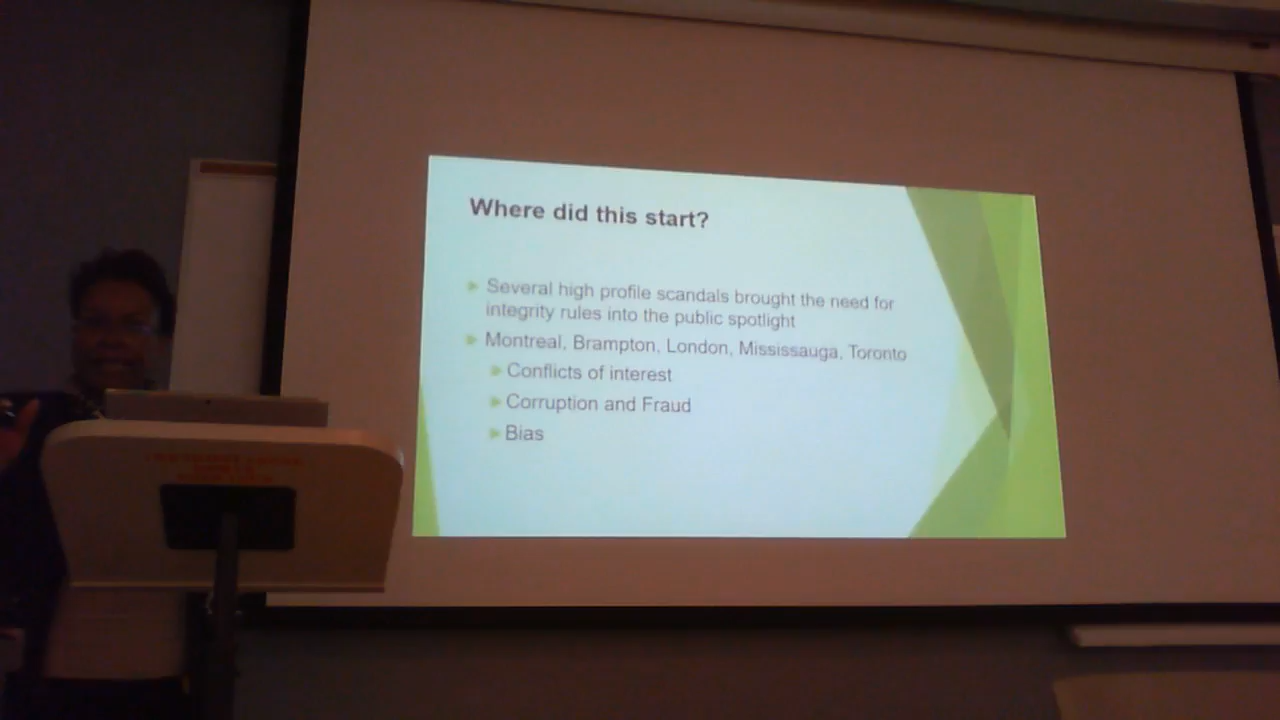 Where did this start?
Several high profile scandals brought the need for
integrity rules into the public spotlight
Montreal, Brampton, London, Mississauga, Toronto
Conflicts of interest
Corruption and Fraud
Bias